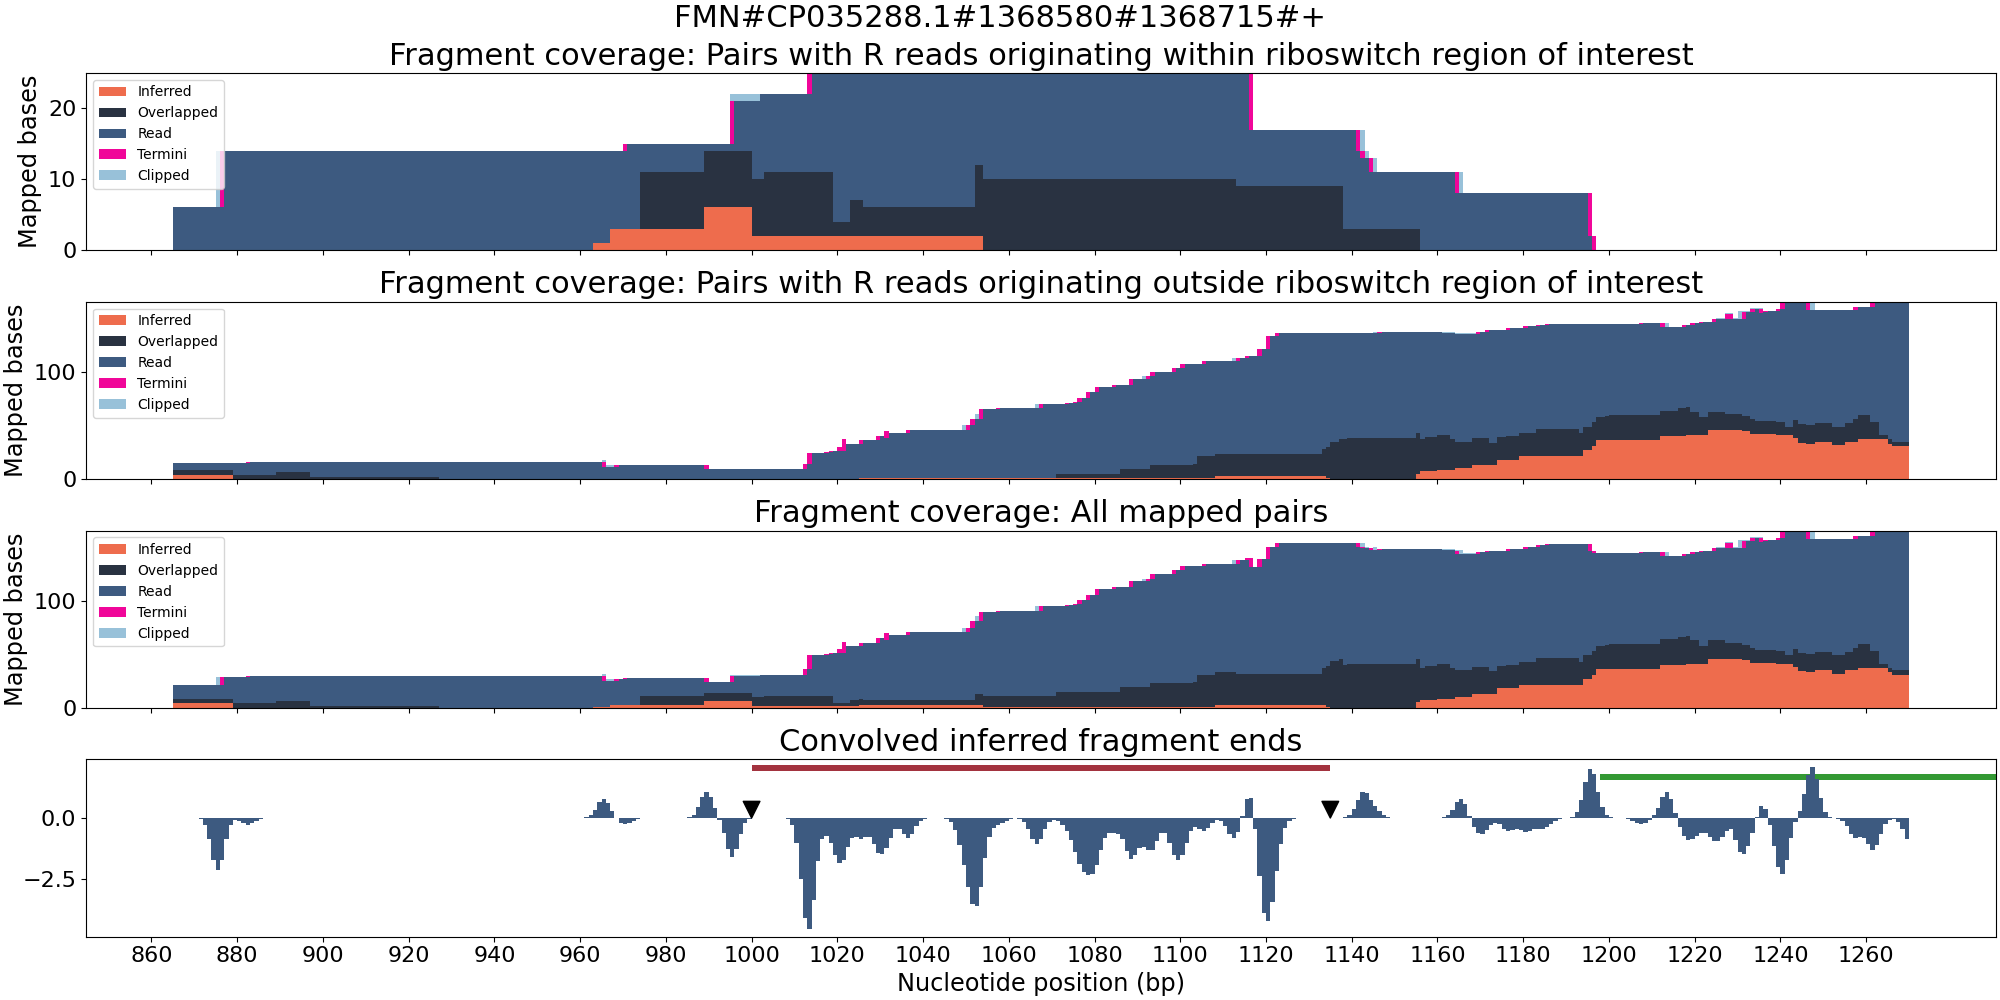 FMN#CP035288.1#1368580#1368715#+
Fragment coverage: Pairs with R reads originating within riboswitch region of interest
Mapped bases
20
10
0
Inferred
Overlapped
Read
Termini
Clipped
Fragment coverage: Pairs with R reads originating outside riboswitch region of interest
Mapped bases
100
0
Inferred
Overlapped
Read
Termini
Clipped
Fragment coverage: All mapped pairs
Mapped bases
100
0
Inferred
Overlapped
Read
Termini
Clipped
Convolved inferred fragment ends
0.0
−2.5
860 880 900 920 940 960 980 1000 1020 1040 1060 1080 1100 1120 1140 1160 1180 1200 1220 1240 1260
Nucleotide position (bp)